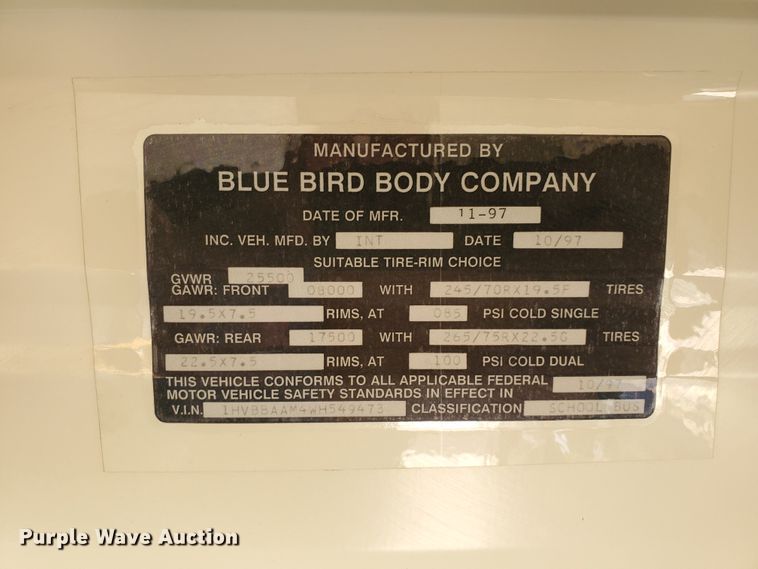 MANUFACTURED BY
BLUE BIRD BODY COMPANY
DATE OF MFR. 11-97
INC. VEH. MFD. BY INT DATE 10/97
SUITABLE TIRE-RIM CHOICE
GVWR 25500
GAWR: FRONT 08000 WITH 245/70RX19.5F TIRES
19.5X7.5 RIMS, AT 085 PSI COLD SINGLE
GAWR: REAR 17500 WITH 265/75RX22.5G TIRES
22.5X7.5 RIMS, AT 100 PSI COLD DUAL
THIS VEHICLE CONFORMS TO ALL APPLICABLE FEDERAL 10/97
MOTOR VEHICLE SAFETY STANDARDS IN EFFECT IN
V.I.N. 1HVBBAAM4WH549473 CLASSIFICATION SCHOOL BUS
Purple Wave Auction